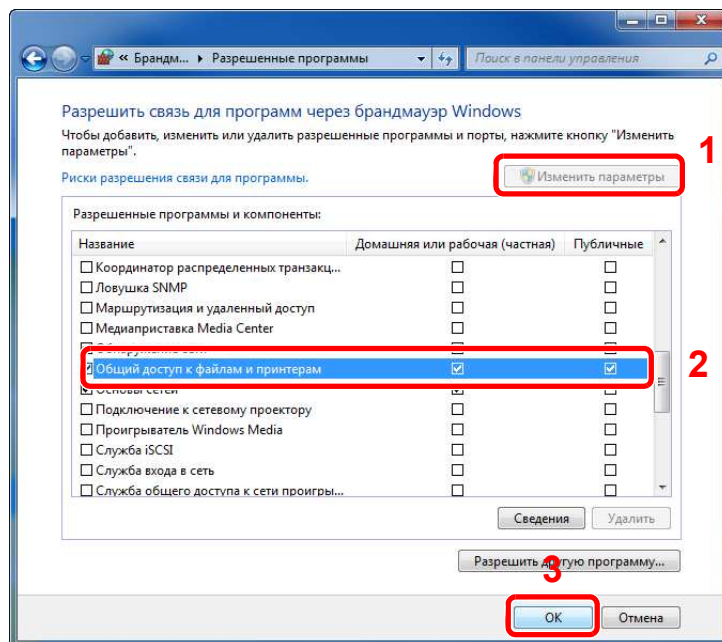 « Брандм... Разрешенные программы
Поиск в панели управления
Разрешить связь для программ через брандмауэр Windows
Чтобы добавить, изменить или удалить разрешенные программы и порты, нажмите кнопку "Изменить
параметры".
1
Риски разрешения связи для программы.
Изменить параметры
Разрешенные программы и компоненты:
Название Домашняя или рабочая (частная) Публичные
Координатор распределенных транзакц...
Ловушка SNMP
Маршрутизация и удаленный доступ
Медиаприставка Media Center
Обнаружение сети
Общий доступ к файлам и принтерам
2
Основы сетей
Подключение к сетевому проектору
Проигрыватель Windows Media
Служба iSCSI
Служба входа в сеть
Служба общего доступа к сети проигры...
Сведения Удалить
Разрешить другую программу...
3
OK Отмена